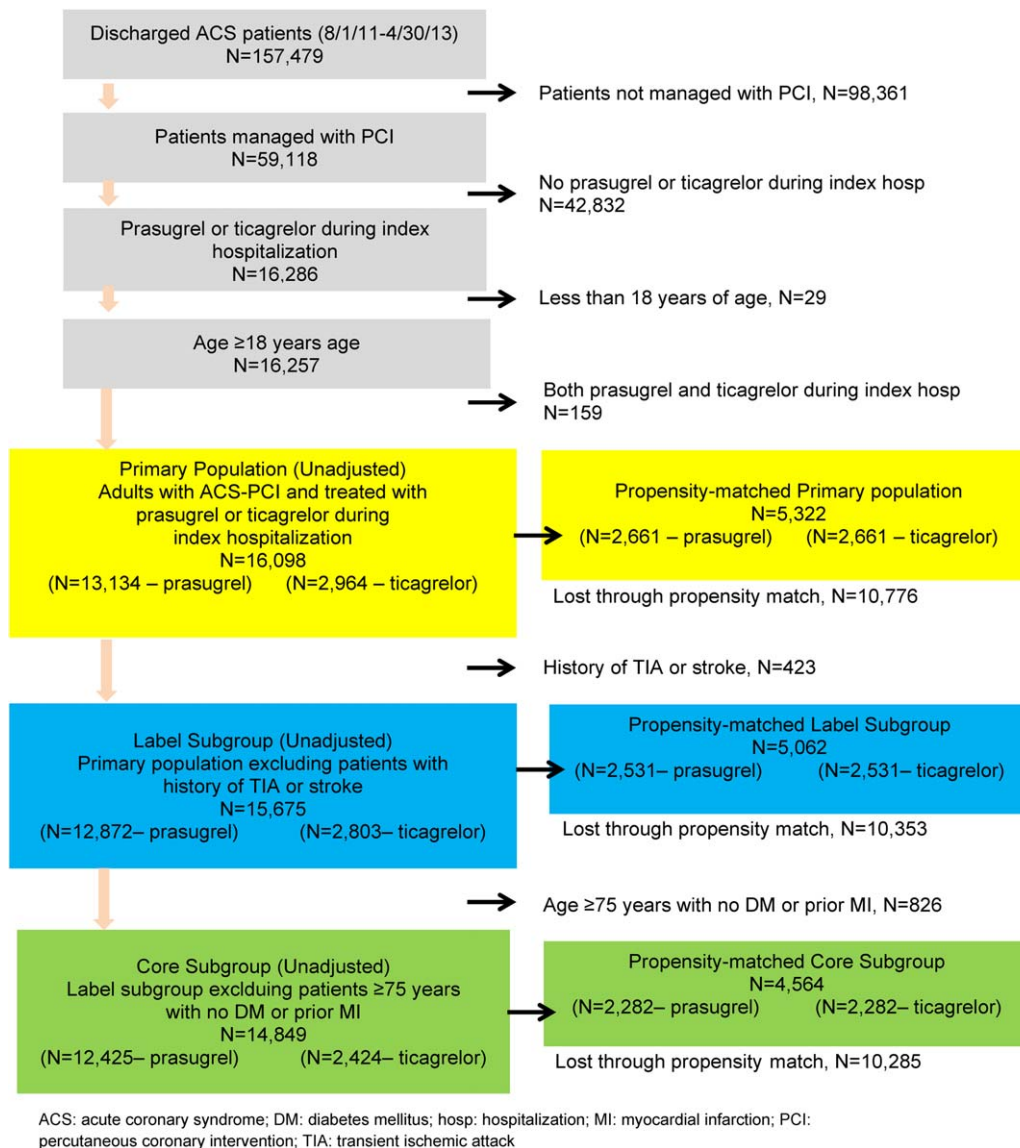 Discharged ACS patients (8/1/11-4/30/13)
N=157,479
Patients not managed with PCI, N=98,361
Patients managed with PCI
N=59,118
No prasugrel or ticagrelor during index hosp
N=42,832
Prasugrel or ticagrelor during index
hospitalization
N=16,286
Less than 18 years of age, N=29
Age ≥18 years age
N=16,257
Both prasugrel and ticagrelor during index hosp
N=159
Primary Population (Unadjusted)
Adults with ACS-PCI and treated with
prasugrel or ticagrelor during
index hospitalization
N=16,098
(N=13,134 – prasugrel) (N=2,964 – ticagrelor)
Propensity-matched Primary population
N=5,322
(N=2,661 – prasugrel) (N=2,661 – ticagrelor)
Lost through propensity match, N=10,776
History of TIA or stroke, N=423
Label Subgroup (Unadjusted)
Primary population excluding patients with
history of TIA or stroke
N=15,675
(N=12,872– prasugrel) (N=2,803– ticagrelor)
Propensity-matched Label Subgroup
N=5,062
(N=2,531– prasugrel) (N=2,531– ticagrelor)
Lost through propensity match, N=10,353
Age ≥75 years with no DM or prior MI, N=826
Core Subgroup (Unadjusted)
Label subgroup exclduing patients ≥75 years
with no DM or prior MI
N=14,849
(N=12,425– prasugrel) (N=2,424– ticagrelor)
Propensity-matched Core Subgroup
N=4,564
(N=2,282– prasugrel) (N=2,282– ticagrelor)
Lost through propensity match, N=10,285
ACS: acute coronary syndrome; DM: diabetes mellitus; hosp: hospitalization; MI: myocardial infarction; PCI:
percutaneous coronary intervention; TIA: transient ischemic attack